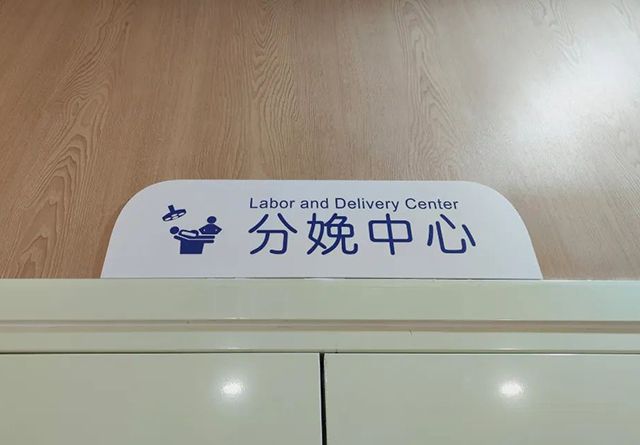 Labor and Delivery Center
分娩中心